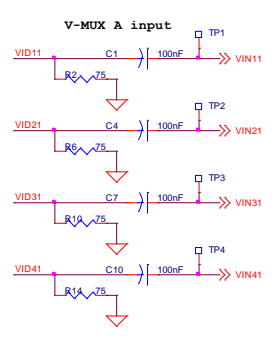 V-MUX A input
TP1
VID11 C1 100nF VIN11
R2 75
TP2
VID21 C4 100nF VIN21
R6 75
TP3
VID31 C7 100nF VIN31
R10 75
TP4
VID41 C10 100nF VIN41
R14 75